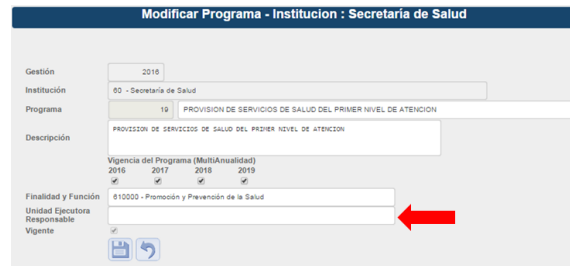 Modificar Programa - Institucion : Secretaría de Salud
Gestión 2016
Institución 60 - Secretaría de Salud
Programa 19 PROVISION DE SERVICIOS DE SALUD DEL PRIMER NIVEL DE ATENCION
Descripción PROVISION DE SERVICIOS DE SALUD DEL PRIMER NIVEL DE ATENCION
Vigencia del Programa (MultiAnualidad)
2016 2017 2018 2019
Finalidad y Función 610000 - Promoción y Prevención de la Salud
Unidad Ejecutora
Responsable
Vigente